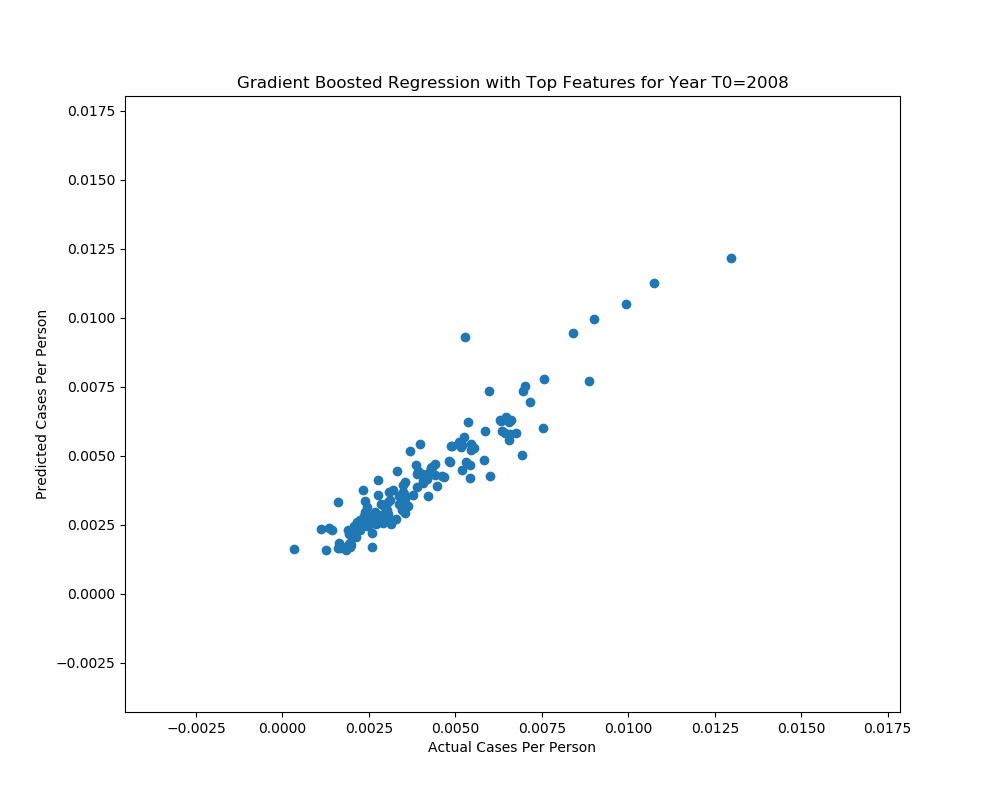 Gradient Boosted Regression with Top Features for Year T0=2008
0.0175
0.0150
0.0125
0.0100
0.0075
0.0050
0.0025
0.0000
−0.0025
Predicted Cases Per Person
−0.0025 0.0000 0.0025 0.0050 0.0075 0.0100 0.0125 0.0150 0.0175
Actual Cases Per Person